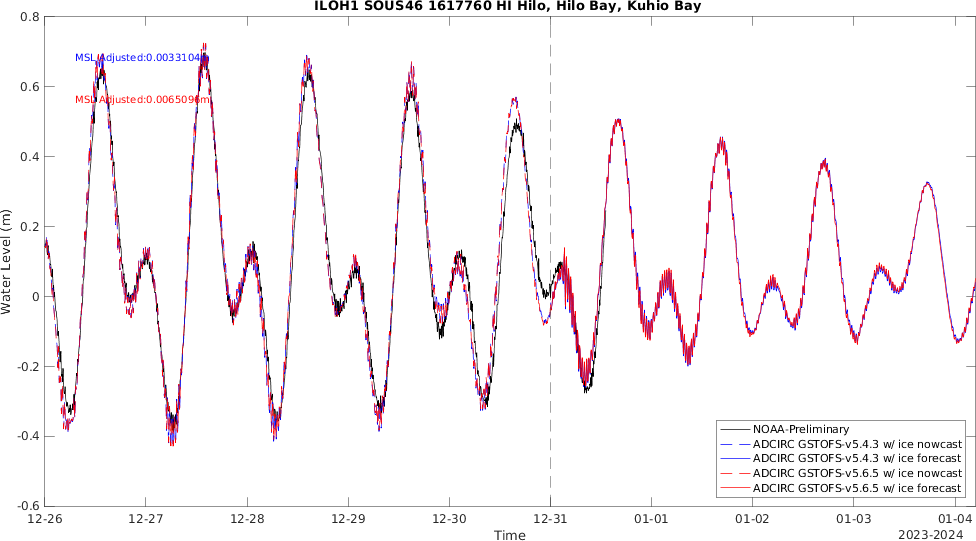 ILOH1 SOUS46 1617760 HI Hilo, Hilo Bay, Kuhio Bay
0.8
0.6
0.4
0.2
0
-0.2
-0.4
-0.6
Water Level (m)
MSL Adjusted:0.0033104m
MSL Adjusted:0.0065096m
NOAA-Preliminary
ADCIRC GSTOFS-v5.4.3 w/ ice nowcast
ADCIRC GSTOFS-v5.4.3 w/ ice forecast
ADCIRC GSTOFS-v5.6.5 w/ ice nowcast
ADCIRC GSTOFS-v5.6.5 w/ ice forecast
12-26 12-27 12-28 12-29 12-30 12-31 01-01 01-02 01-03 01-04
Time
2023-2024